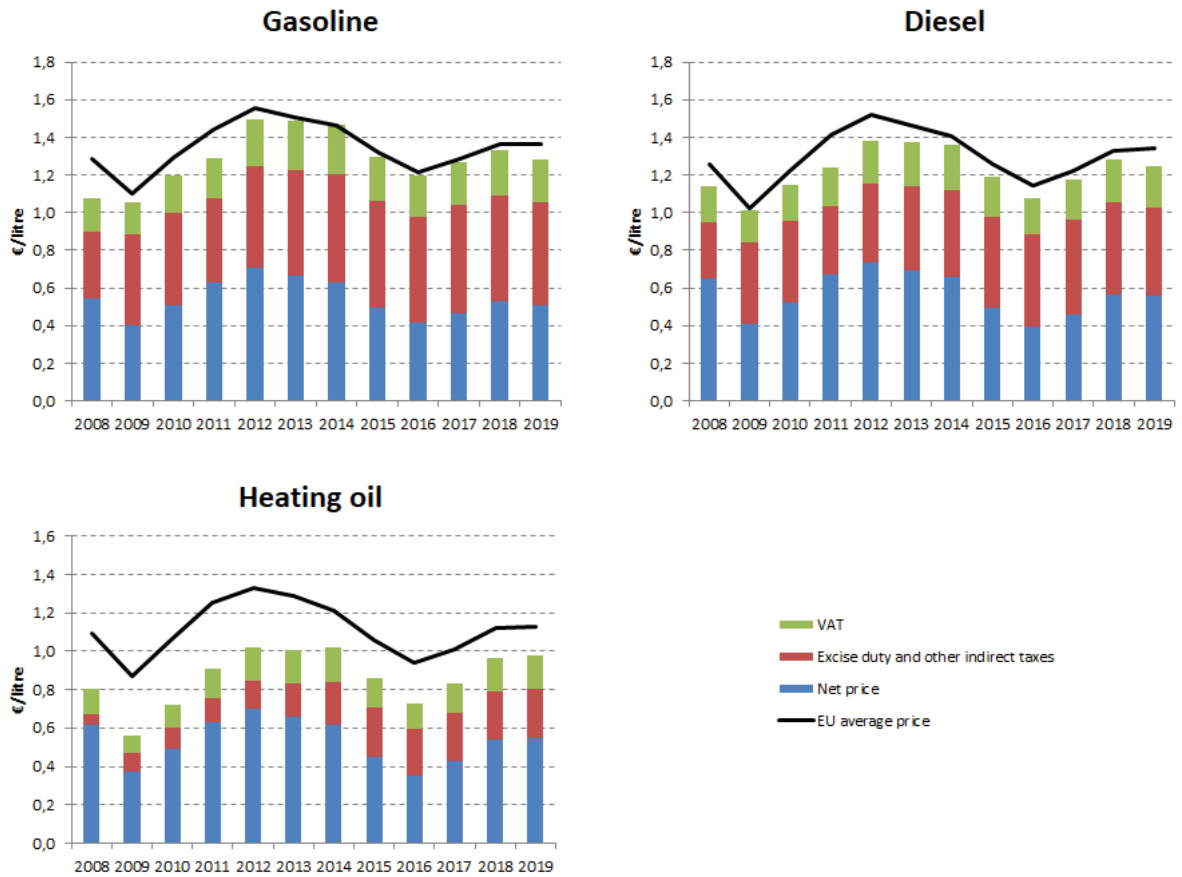 Gasoline
€/litre
1,8
1,6
1,4
1,2
1,0
0,8
0,6
0,4
0,2
0,0
2008 2009 2010 2011 2012 2013 2014 2015 2016 2017 2018 2019
Diesel
€/litre
1,8
1,6
1,4
1,2
1,0
0,8
0,6
0,4
0,2
0,0
2008 2009 2010 2011 2012 2013 2014 2015 2016 2017 2018 2019
Heating oil
€/litre
1,6
1,4
1,2
1,0
0,8
0,6
0,4
0,2
0,0
2008 2009 2010 2011 2012 2013 2014 2015 2016 2017 2018 2019
VAT
Excise duty and other indirect taxes
Net price
EU average price